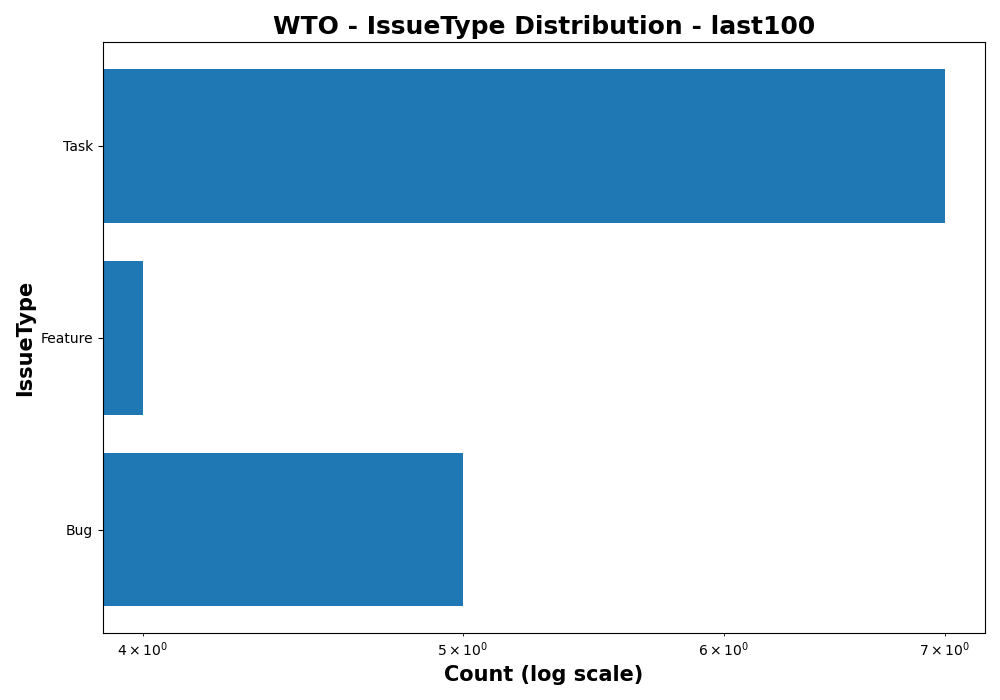 WTO - IssueType Distribution - last100
IssueType
Task
Feature
Bug
4 × 10⁰
5 × 10⁰
6 × 10⁰
7 × 10⁰
Count (log scale)